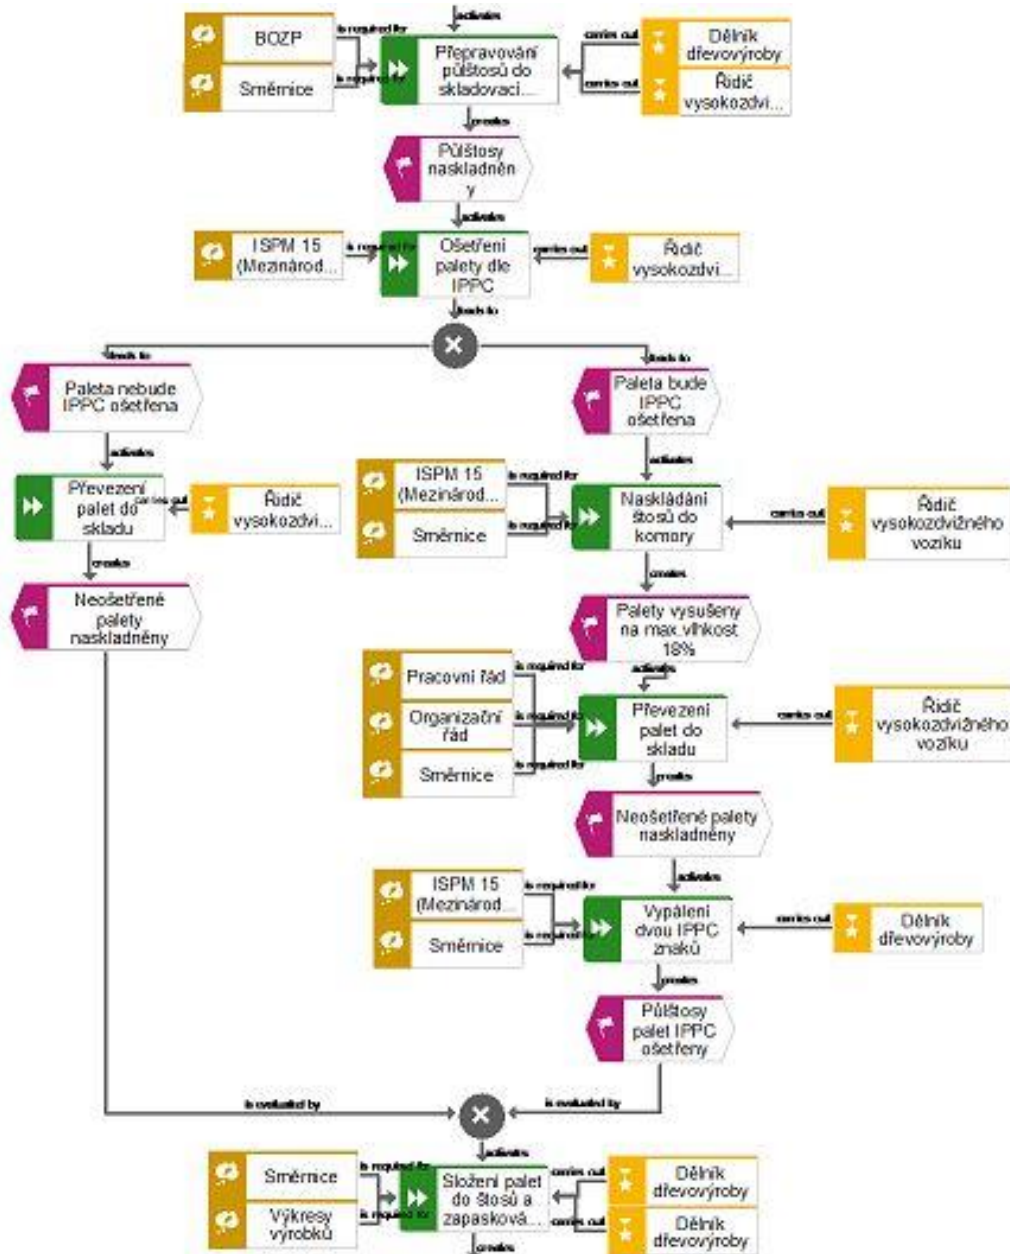 activates
BOZP
is required for
Směrnice
is required for
Přepravování
půlštosů do
skladovací...
carries out
Dělník
dřevovýroby
carries out
Řidič
vysokozdvi...
creates
Půlštosy
naskladněn
y
activates
ISPM 15
(Mezinárod...
is required for
Ošetření
palety dle
IPPC
carries out
Řidič
vysokozdvi...
leads to
leads to
leads to
Paleta nebude
IPPC ošetřena
Paleta bude
IPPC
ošetřena
activates
activates
Převezení
palet do
skladu
carries out
Řidič
vysokozdvi...
ISPM 15
(Mezinárod...
is required for
Směrnice
is required for
Naskládání
štosů do
komory
carries out
Řidič
vysokozdvižného
vozíku
creates
creates
Neošetřené
palety
naskladněny
Palety vysušeny
na max.vlhkost
18%
activates
Pracovní řád
is required for
Organizační
řád
is required for
Směrnice
is required for
Převezení
palet do
skladu
carries out
Řidič
vysokozdvižného
vozíku
creates
Neošetřené palety
naskladněny
activates
ISPM 15
(Mezinárod...
is required for
Směrnice
is required for
Vypálení
dvou IPPC
znaků
carries out
Dělník
dřevovýroby
creates
Půlštosy
palet IPPC
ošetřeny
is evaluated by
is evaluated by
activates
Směrnice
is required for
Výkresy
výrobků
is required for
Složení palet
do štosů a
zapasková...
carries out
Dělník
dřevovýroby
carries out
Dělník
dřevovýroby
creates